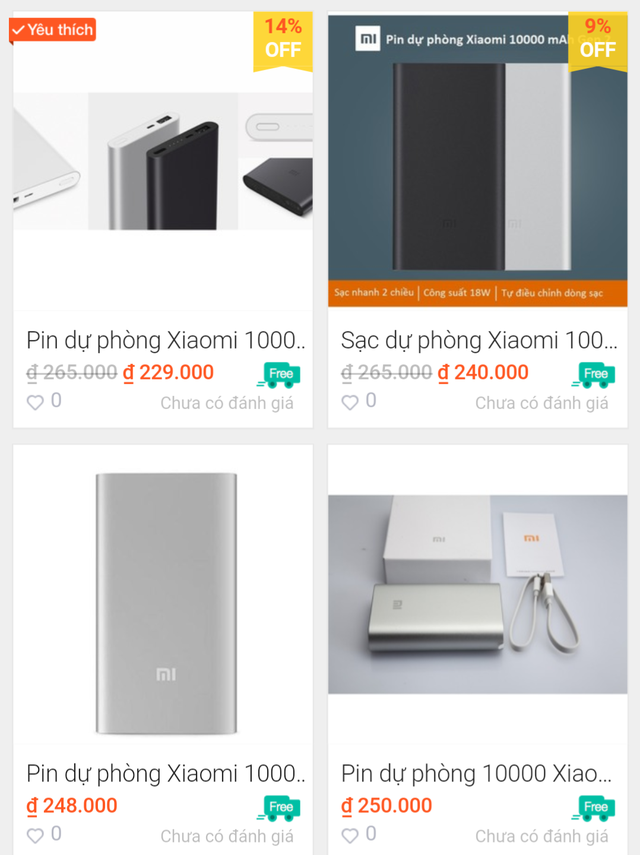 Yêu thích
14%
OFF
Pin dự phòng Xiaomi 1000..
₫ 265.000 ₫ 229.000
Free
0
Chưa có đánh giá
mi Pin dự phòng Xiaomi 10000 mAh
9%
OFF
Sạc nhanh 2 chiều | Công suất 18W | Tự điều chỉnh dòng sạc
Sạc dự phòng Xiaomi 100...
₫ 265.000 ₫ 240.000
Free
0
Chưa có đánh giá
mi
Pin dự phòng Xiaomi 1000..
₫ 248.000
Free
0
Chưa có đánh giá
mi
mi
Pin dự phòng 10000 Xiao...
₫ 250.000
Free
0
Chưa có đánh giá